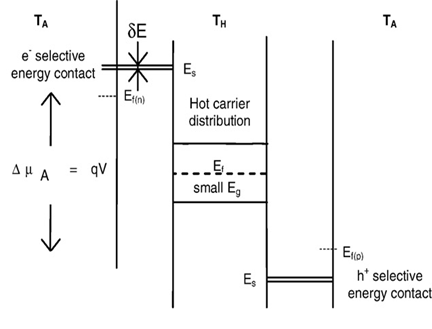 T_A T_H T_A
δE
e⁻ selective
energy contact
E_s
E_f(n)
Hot carrier
distribution
Δ μ_A = qV
E_f
small E_g
E_f(p)
E_s
h⁺ selective
energy contact